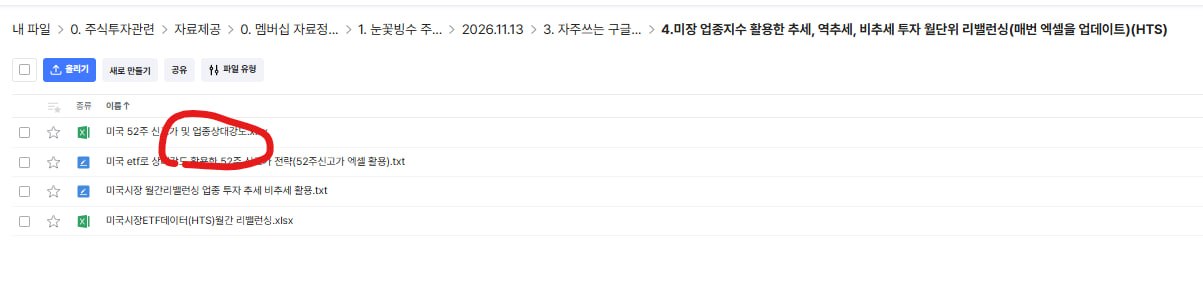 내 파일 > 0. 주식투자관련 > 자료제공 > 0. 멤버십 자료정... > 1. 눈꽃빙수 주... > 2026.11.13 > 3. 자주쓰는 구글... > 4.미장 업종지수 활용한 추세, 역추세, 비추세 투자 월단위 리밸런싱(매번 엑셀을 업데이트)(HTS)
올리기 새로 만들기 공유 파일 유형
종류 이름↑
미국 52주 신고가 및 업종상대강도.xlsx
미국 etf로 상대강도 활용한 52주 신고가 전략(52주신고가 엑셀 활용).txt
미국시장 월간리밸런싱 업종 투자 추세 비추세 활용.txt
미국시장ETF데이터(HTS)월간 리밸런싱.xlsx